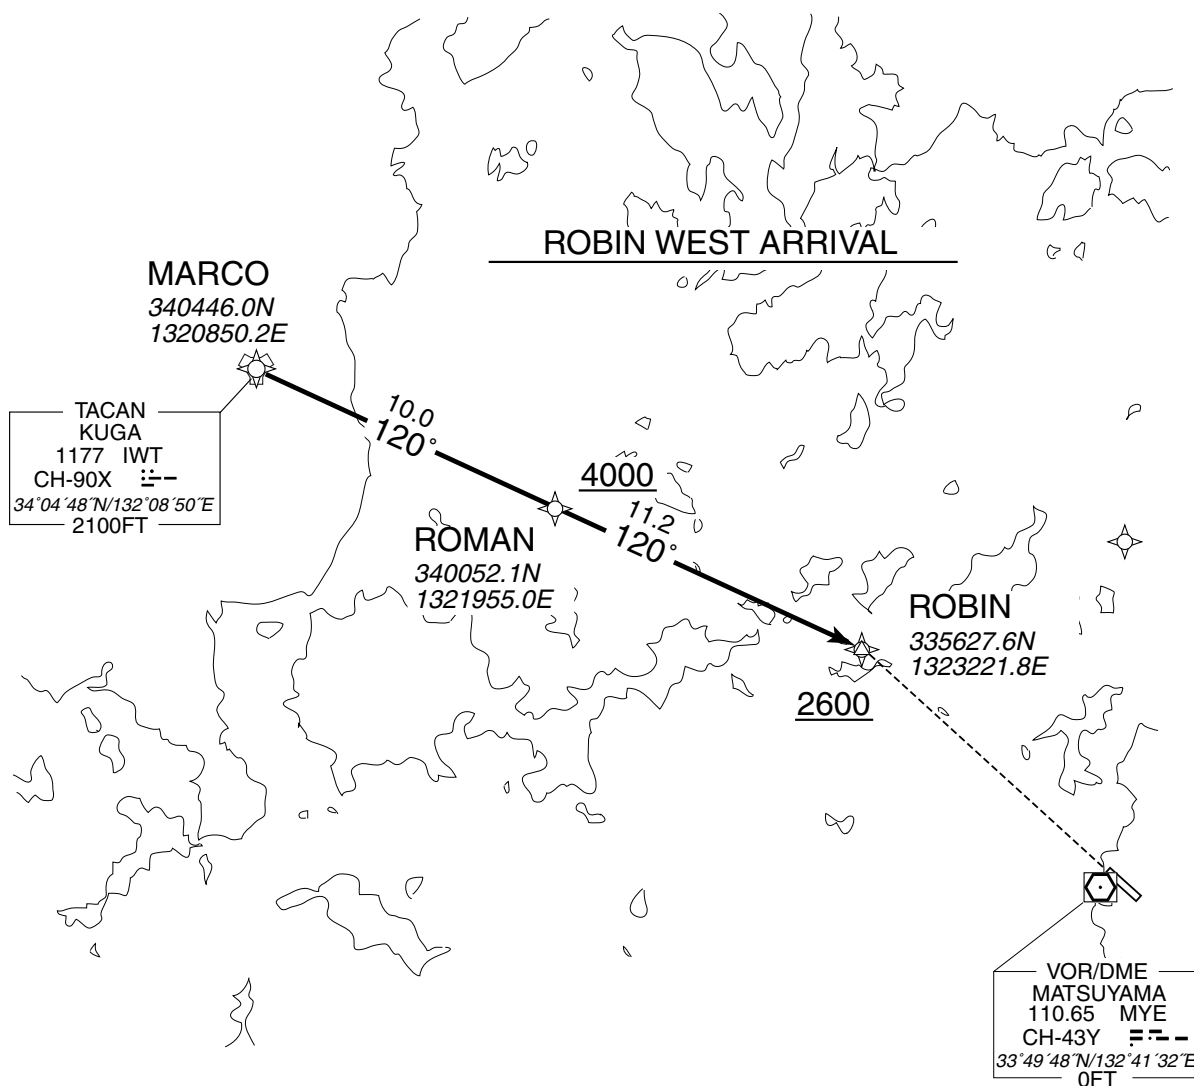 ROBIN WEST ARRIVAL
MARCO
340446.0N
1320850.2E
TACAN
KUGA
1177 IWT
CH-90X
34°04´48˝N/132°08´50˝E
2100FT
10.0
120°
4000
ROMAN
340052.1N
1321955.0E
11.2
120°
ROBIN
335627.6N
1323221.8E
2600
VOR/DME
MATSUYAMA
110.65 MYE
CH-43Y
33°49´48˝N/132°41´32˝E
0FT